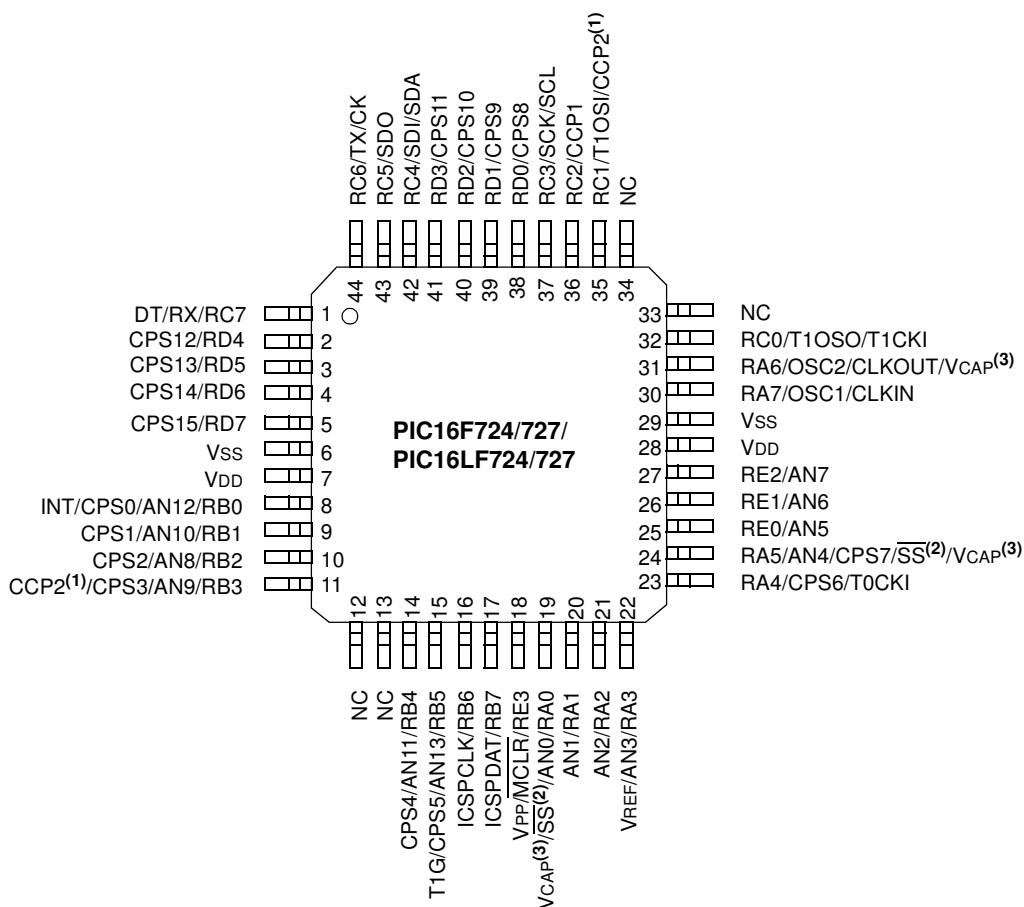 RC6/TX/CK
RC5/SDO
RC4/SDI/SDA
RD3/CPS11
RD2/CPS10
RD1/CPS9
RD0/CPS8
RC3/SCK/SCL
RC2/CCP1
RC1/T1OSI/CCP2(1)
NC
44
43
42
41
40
39
38
37
36
35
34
DT/RX/RC7 1
CPS12/RD4 2
CPS13/RD5 3
CPS14/RD6 4
CPS15/RD7 5
VSS 6
VDD 7
INT/CPS0/AN12/RB0 8
CPS1/AN10/RB1 9
CPS2/AN8/RB2 10
CCP2(1)/CPS3/AN9/RB3 11
PIC16F724/727/
PIC16LF724/727
33 NC
32 RC0/T1OSO/T1CKI
31 RA6/OSC2/CLKOUT/VCAP(3)
30 RA7/OSC1/CLKIN
29 VSS
28 VDD
27 RE2/AN7
26 RE1/AN6
25 RE0/AN5
24 RA5/AN4/CPS7/SS(2)/VCAP(3)
23 RA4/CPS6/T0CKI
12
13
14
15
16
17
18
19
20
21
22
NC
NC
CPS4/AN11/RB4
T1G/CPS5/AN13/RB5
ICSPCLK/RB6
ICSPDAT/RB7
VPP/MCLR/RE3
VCAP(3)/SS(2)/AN0/RA0
AN1/RA1
AN2/RA2
VREF/AN3/RA3